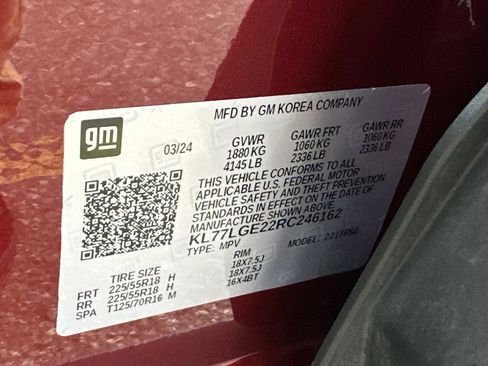 gm
MFD BY GM KOREA COMPANY
03/24
GVWR GAWR FRT GAWR RR
1880 KG 1060 KG 1060 KG
4145 LB 2336 LB 2336 LB
THIS VEHICLE CONFORMS TO ALL
APPLICABLE U.S. FEDERAL MOTOR
VEHICLE SAFETY AND THEFT PREVENTION
STANDARDS IN EFFECT ON THE DATE OF
MANUFACTURE SHOWN ABOVE
KL77LGE22RC246162
TYPE: MPV MODEL:
TIRE SIZE RIM
FRT 225/55R18 H 18X7.5J
RR 225/55R18 H 18X7.5J
SPA T125/70R16 M 16X4BT